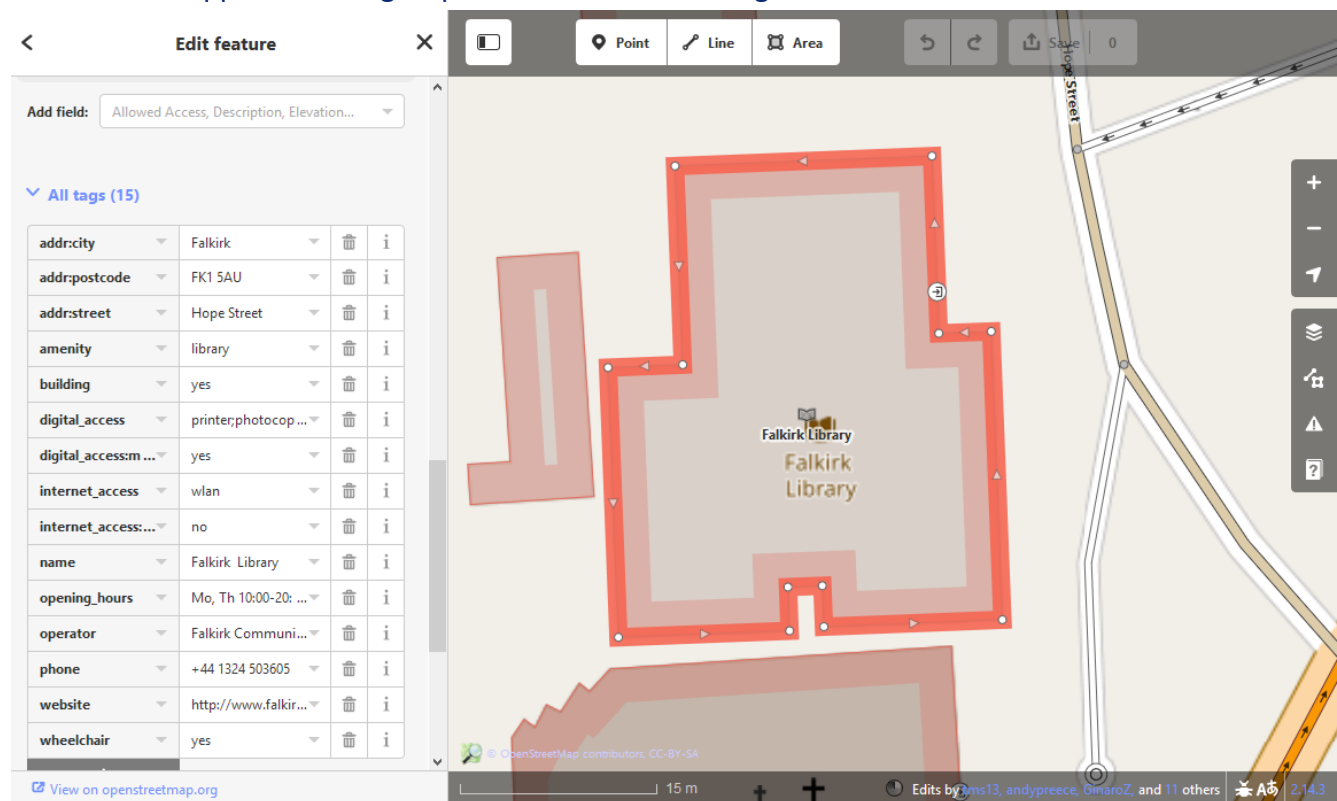 Edit feature
Point
Line
Area
Save
0
Add field:
Allowed Access, Description, Elevation...
All tags (15)
addr:city Falkirk
addr:postcode FK1 5AU
addr:street Hope Street
amenity library
building yes
digital_access printer;photocop ...
digital_access:m ... yes
internet_access wlan
internet_access:... no
name Falkirk Library
opening_hours Mo, Th 10:00-20: ...
operator Falkirk Communi...
phone +44 1324 503605
website http://www.falkir...
wheelchair yes
View on openstreetmap.org
Hope Street
Falkirk Library
Falkirk
Library
© OpenStreetMap contributors, CC-BY-SA
15 m
Edits by
andypreece, GinaroZ, and 11 others
2.14.3